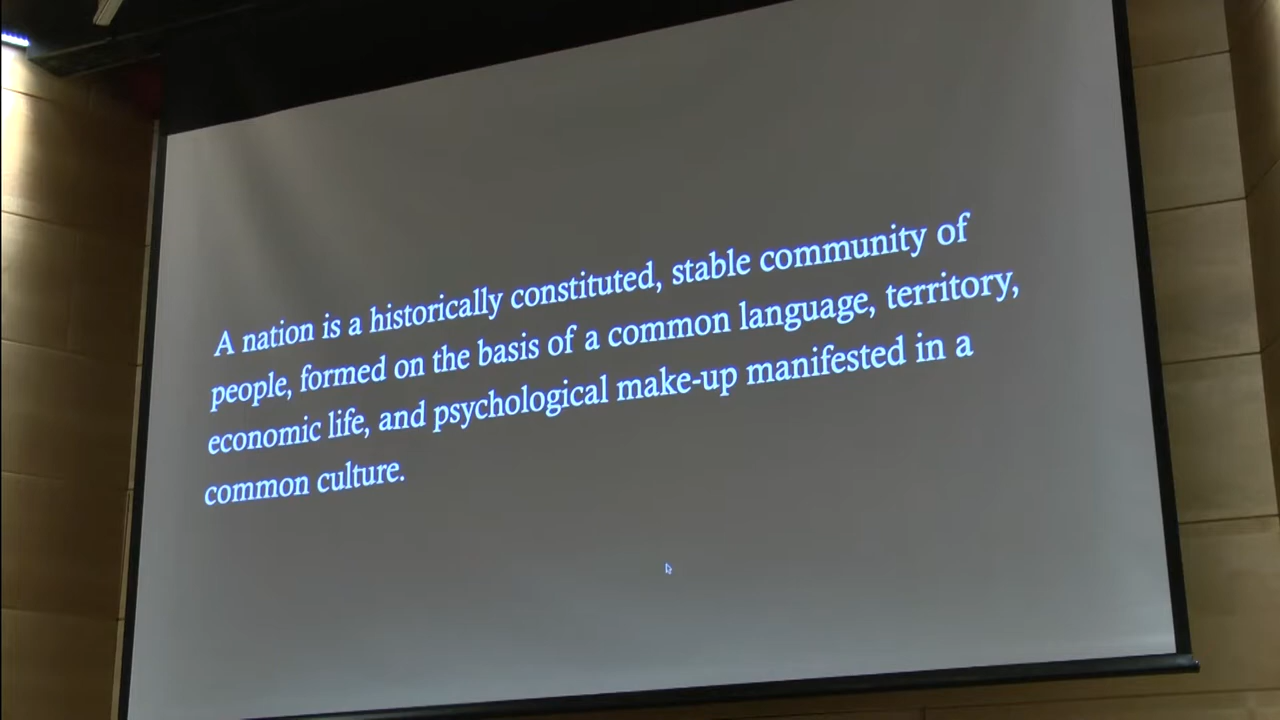 A nation is a historically constituted, stable community of
people, formed on the basis of a common language, territory,
economic life, and psychological make-up manifested in a
common culture.